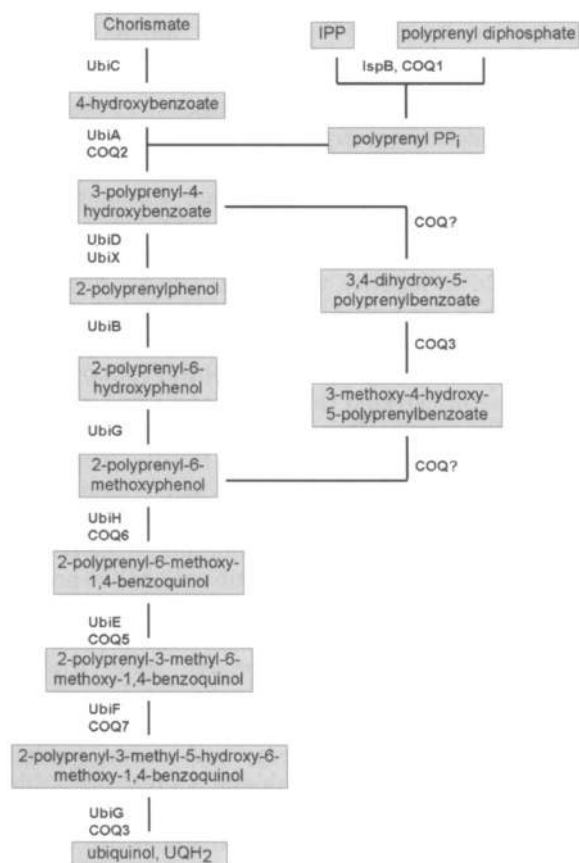 Chorismate
IPP
polyprenyl diphosphate
UbiC
IspB, COQ1
4-hydroxybenzoate
UbiA
COQ2
polyprenyl PPi
3-polyprenyl-4-
hydroxybenzoate
UbiD
UbiX
COQ?
2-polyprenylphenol
3,4-dihydroxy-5-
polyprenylbenzoate
UbiB
COQ3
2-polyprenyl-6-
hydroxyphenol
3-methoxy-4-hydroxy-
5-polyprenylbenzoate
UbiG
COQ?
2-polyprenyl-6-
methoxyphenol
UbiH
COQ6
2-polyprenyl-6-methoxy-
1,4-benzoquinol
UbiE
COQ5
2-polyprenyl-3-methyl-6-
methoxy-1,4-benzoquinol
UbiF
COQ7
2-polyprenyl-3-methyl-5-hydroxy-6-
methoxy-1,4-benzoquinol
UbiG
COQ3
ubiquinol, UQH2